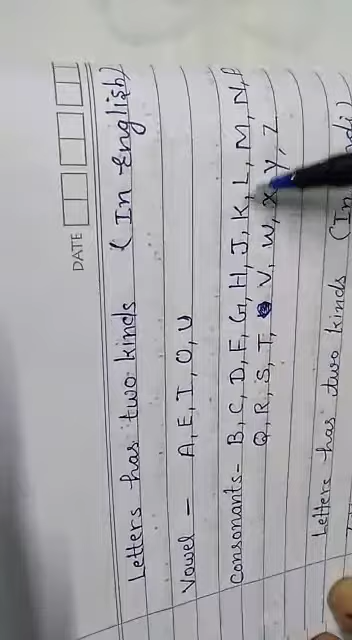 DATE
Letters has two kinds (In English)
Vowel - A, E, I, O, U
Consonants - B, C, D, F, G, H, J, K, L, M, N, P
Q, R, S, T, V, W, X, Y, Z
Letters has two kinds (In